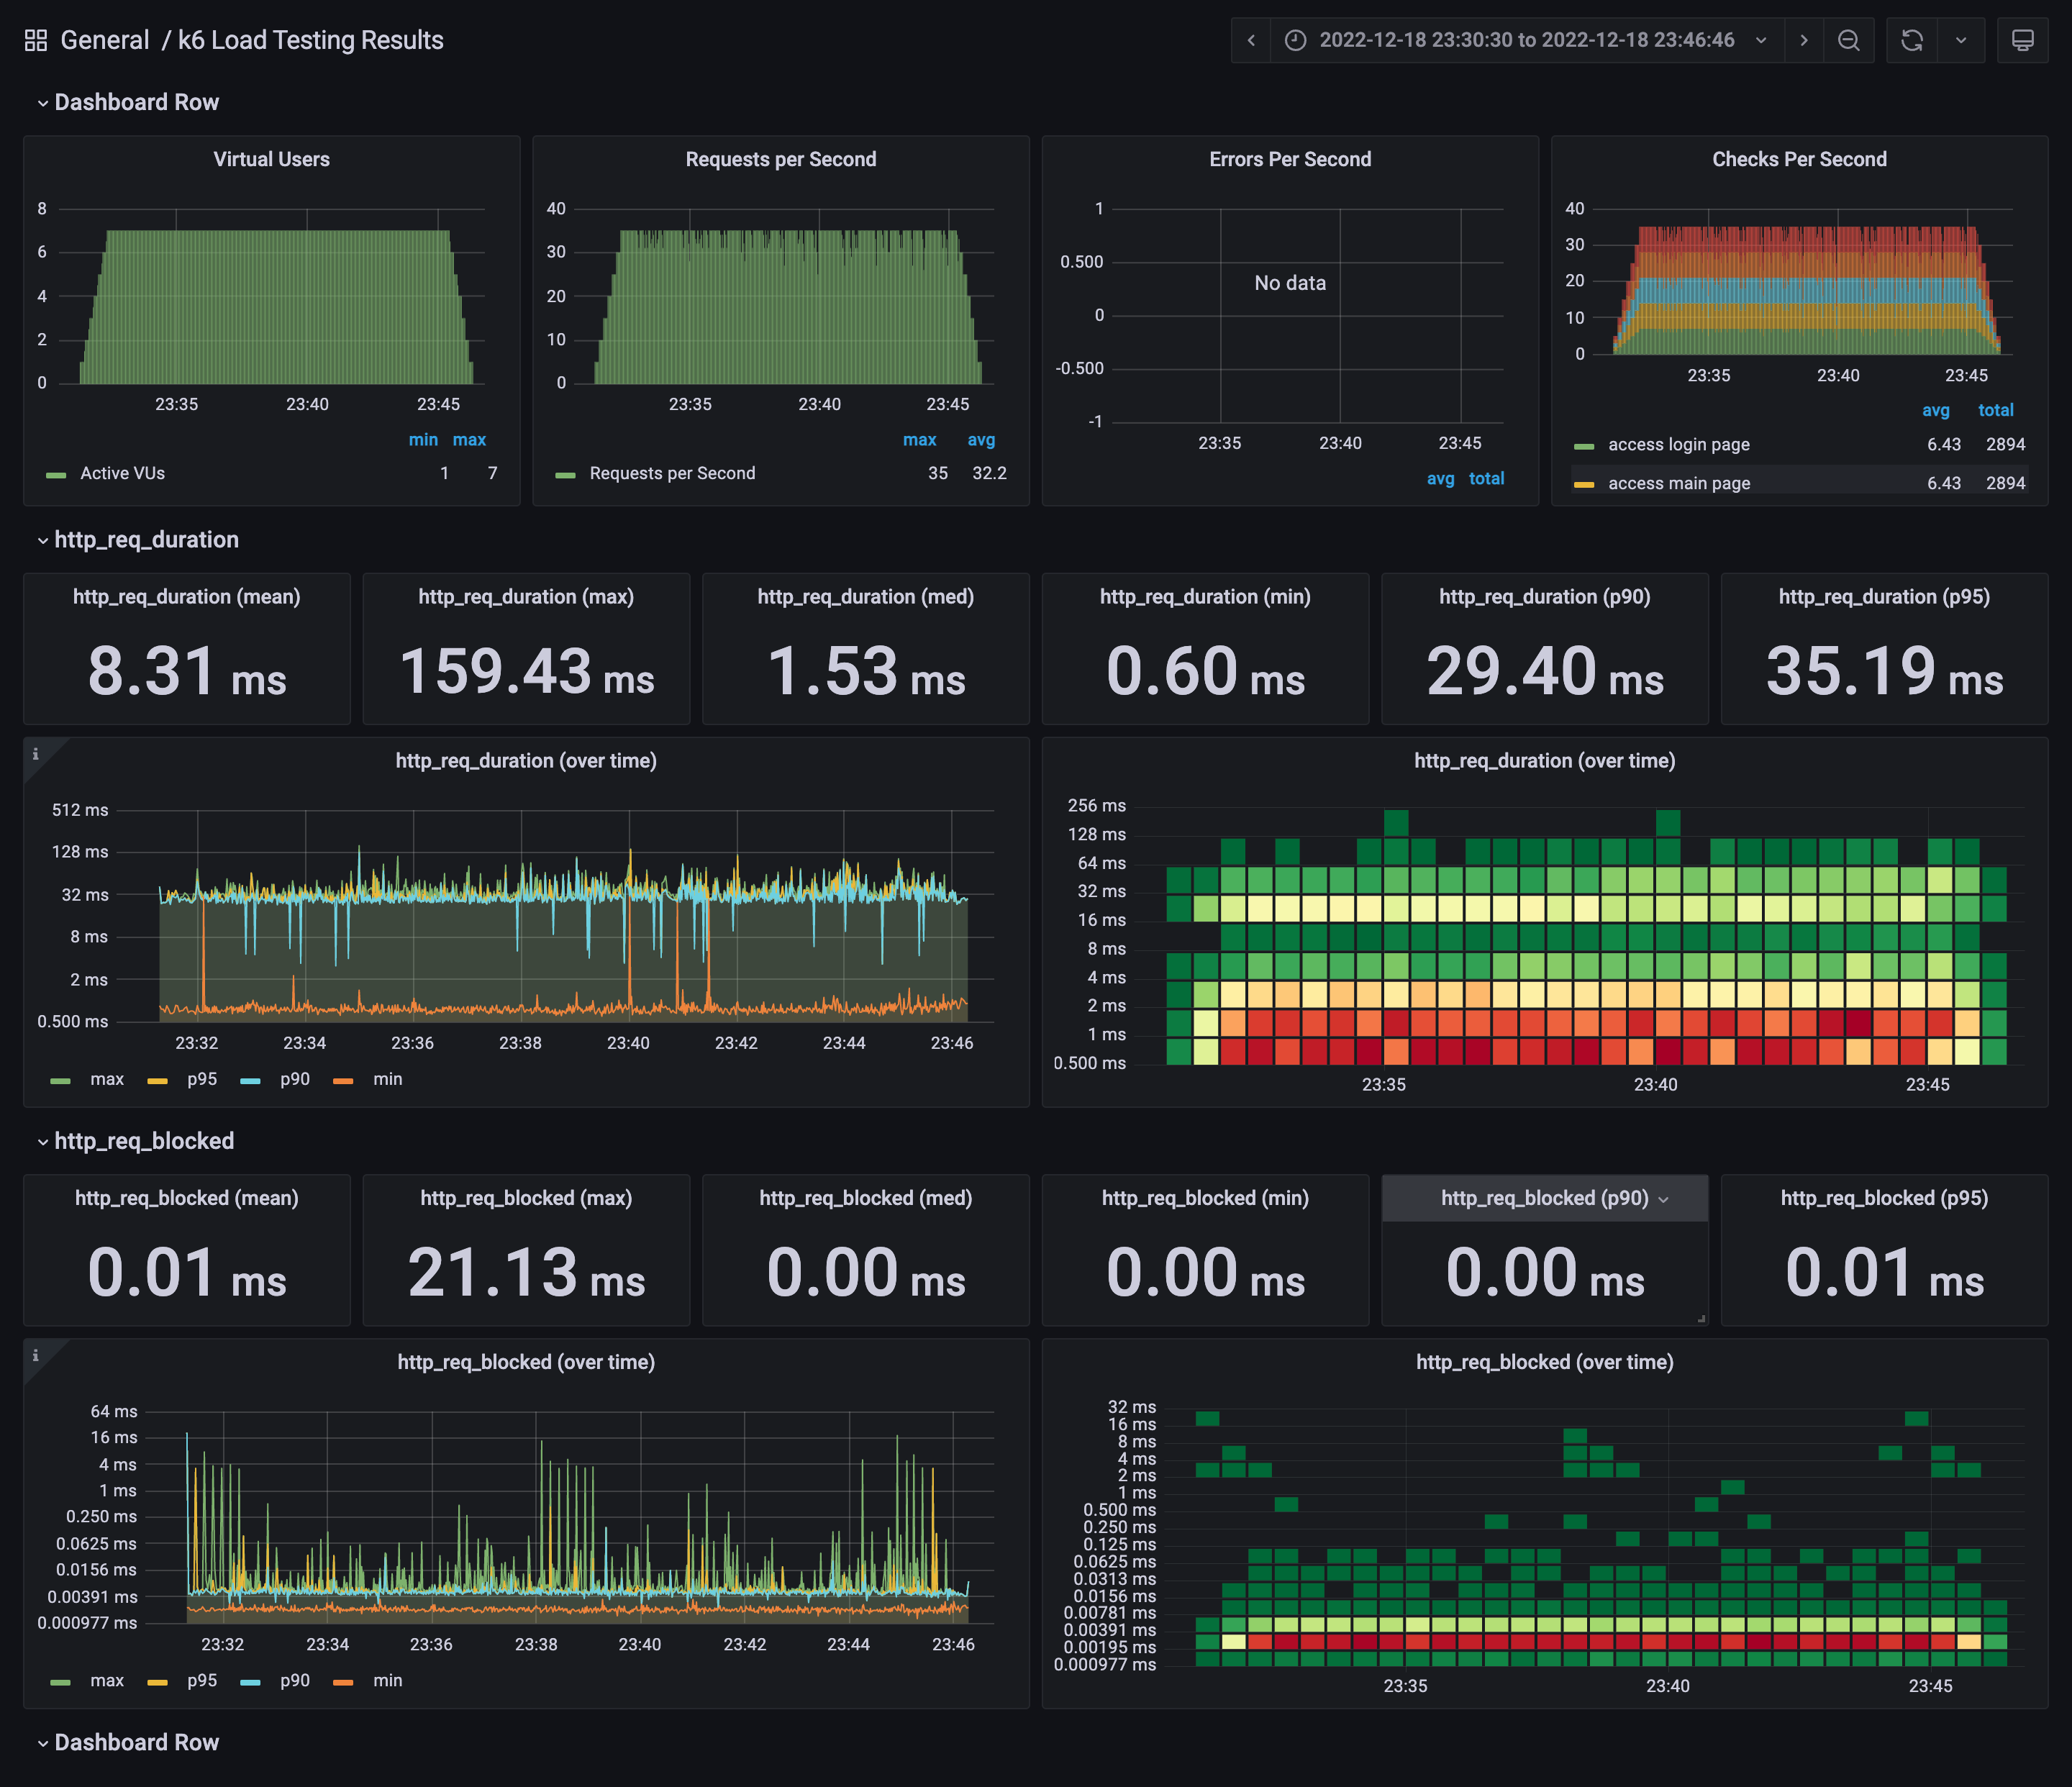 General / k6 Load Testing Results
2022-12-18 23:30:30 to 2022-12-18 23:46:46
Dashboard Row
Virtual Users
8
6
4
2
0
23:35 23:40 23:45
min max
Active VUs 1 7
Requests per Second
40
30
20
10
0
23:35 23:40 23:45
max avg
Requests per Second 35 32.2
Errors Per Second
1
0.500
0
-0.500
-1
No data
23:35 23:40 23:45
avg total
Checks Per Second
40
30
20
10
0
23:35 23:40 23:45
avg total
access login page 6.43 2894
access main page 6.43 2894
http_req_duration
http_req_duration (mean)
8.31 ms
http_req_duration (max)
159.43 ms
http_req_duration (med)
1.53 ms
http_req_duration (min)
0.60 ms
http_req_duration (p90)
29.40 ms
http_req_duration (p95)
35.19 ms
i
http_req_duration (over time)
512 ms
128 ms
32 ms
8 ms
2 ms
0.500 ms
23:32 23:34 23:36 23:38 23:40 23:42 23:44 23:46
max p95 p90 min
http_req_duration (over time)
256 ms
128 ms
64 ms
32 ms
16 ms
8 ms
4 ms
2 ms
1 ms
0.500 ms
23:35 23:40 23:45
http_req_blocked
http_req_blocked (mean)
0.01 ms
http_req_blocked (max)
21.13 ms
http_req_blocked (med)
0.00 ms
http_req_blocked (min)
0.00 ms
http_req_blocked (p90)
0.00 ms
http_req_blocked (p95)
0.01 ms
i
http_req_blocked (over time)
64 ms
16 ms
4 ms
1 ms
0.250 ms
0.0625 ms
0.0156 ms
0.00391 ms
0.000977 ms
23:32 23:34 23:36 23:38 23:40 23:42 23:44 23:46
max p95 p90 min
http_req_blocked (over time)
32 ms
16 ms
8 ms
4 ms
2 ms
1 ms
0.500 ms
0.250 ms
0.125 ms
0.0625 ms
0.0313 ms
0.0156 ms
0.00781 ms
0.00391 ms
0.00195 ms
0.000977 ms
23:35 23:40 23:45
Dashboard Row